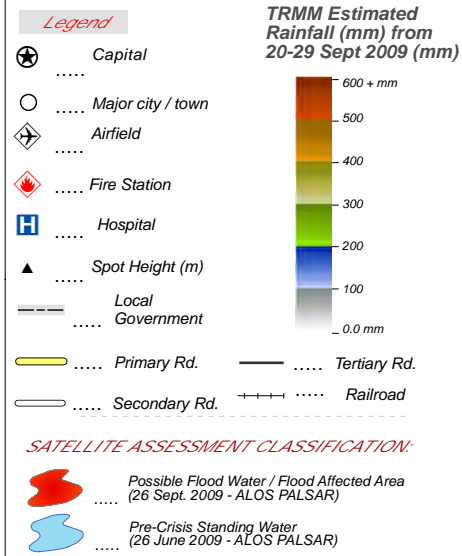 Legend
TRMM Estimated
Rainfall (mm) from
20-29 Sept 2009 (mm)
..... Capital
..... Major city / town
..... Airfield
..... Fire Station
H ..... Hospital
..... Spot Height (m)
..... Local
Government
600 + mm
500
400
300
200
100
0.0 mm
..... Primary Rd.
..... Tertiary Rd.
..... Secondary Rd.
..... Railroad
SATELLITE ASSESSMENT CLASSIFICATION:
..... Possible Flood Water / Flood Affected Area
(26 Sept. 2009 - ALOS PALSAR)
..... Pre-Crisis Standing Water
(26 June 2009 - ALOS PALSAR)